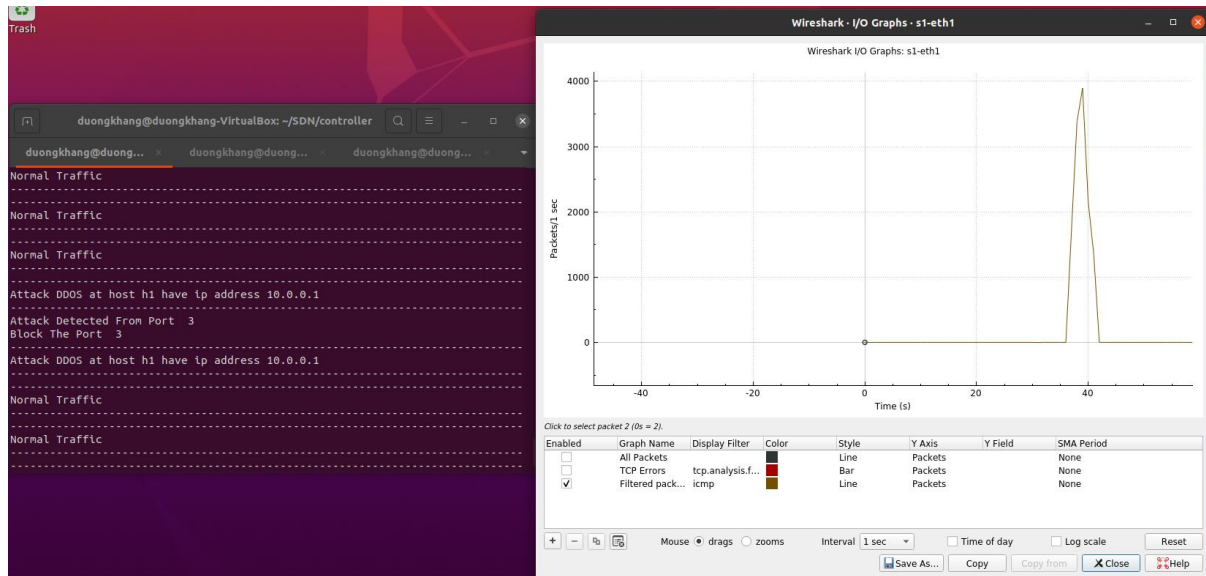 Trash
duongkhang@duongkhang-VirtualBox: ~/SDN/controller
duongkhang@duong...
duongkhang@duong...
duongkhang@duong...
Normal Traffic
Normal Traffic
Normal Traffic
Attack DDOS at host h1 have ip address 10.0.0.1
Attack Detected From Port 3
Block The Port 3
Attack DDOS at host h1 have ip address 10.0.0.1
Normal Traffic
Normal Traffic
Wireshark · I/O Graphs · s1-eth1
Wireshark I/O Graphs: s1-eth1
Packets/1 sec
4000
3000
2000
1000
0
-40 -20 0 20 40
Time (s)
Click to select packet 2 (0s = 2).
Enabled Graph Name Display Filter Color Style Y Axis Y Field SMA Period
All Packets Line Packets None
TCP Errors tcp.analysis.f... Bar Packets None
Filtered pack... icmp Line Packets None
Mouse drags zooms Interval 1 sec Time of day Log scale Reset
Save As... Copy Copy from Close Help